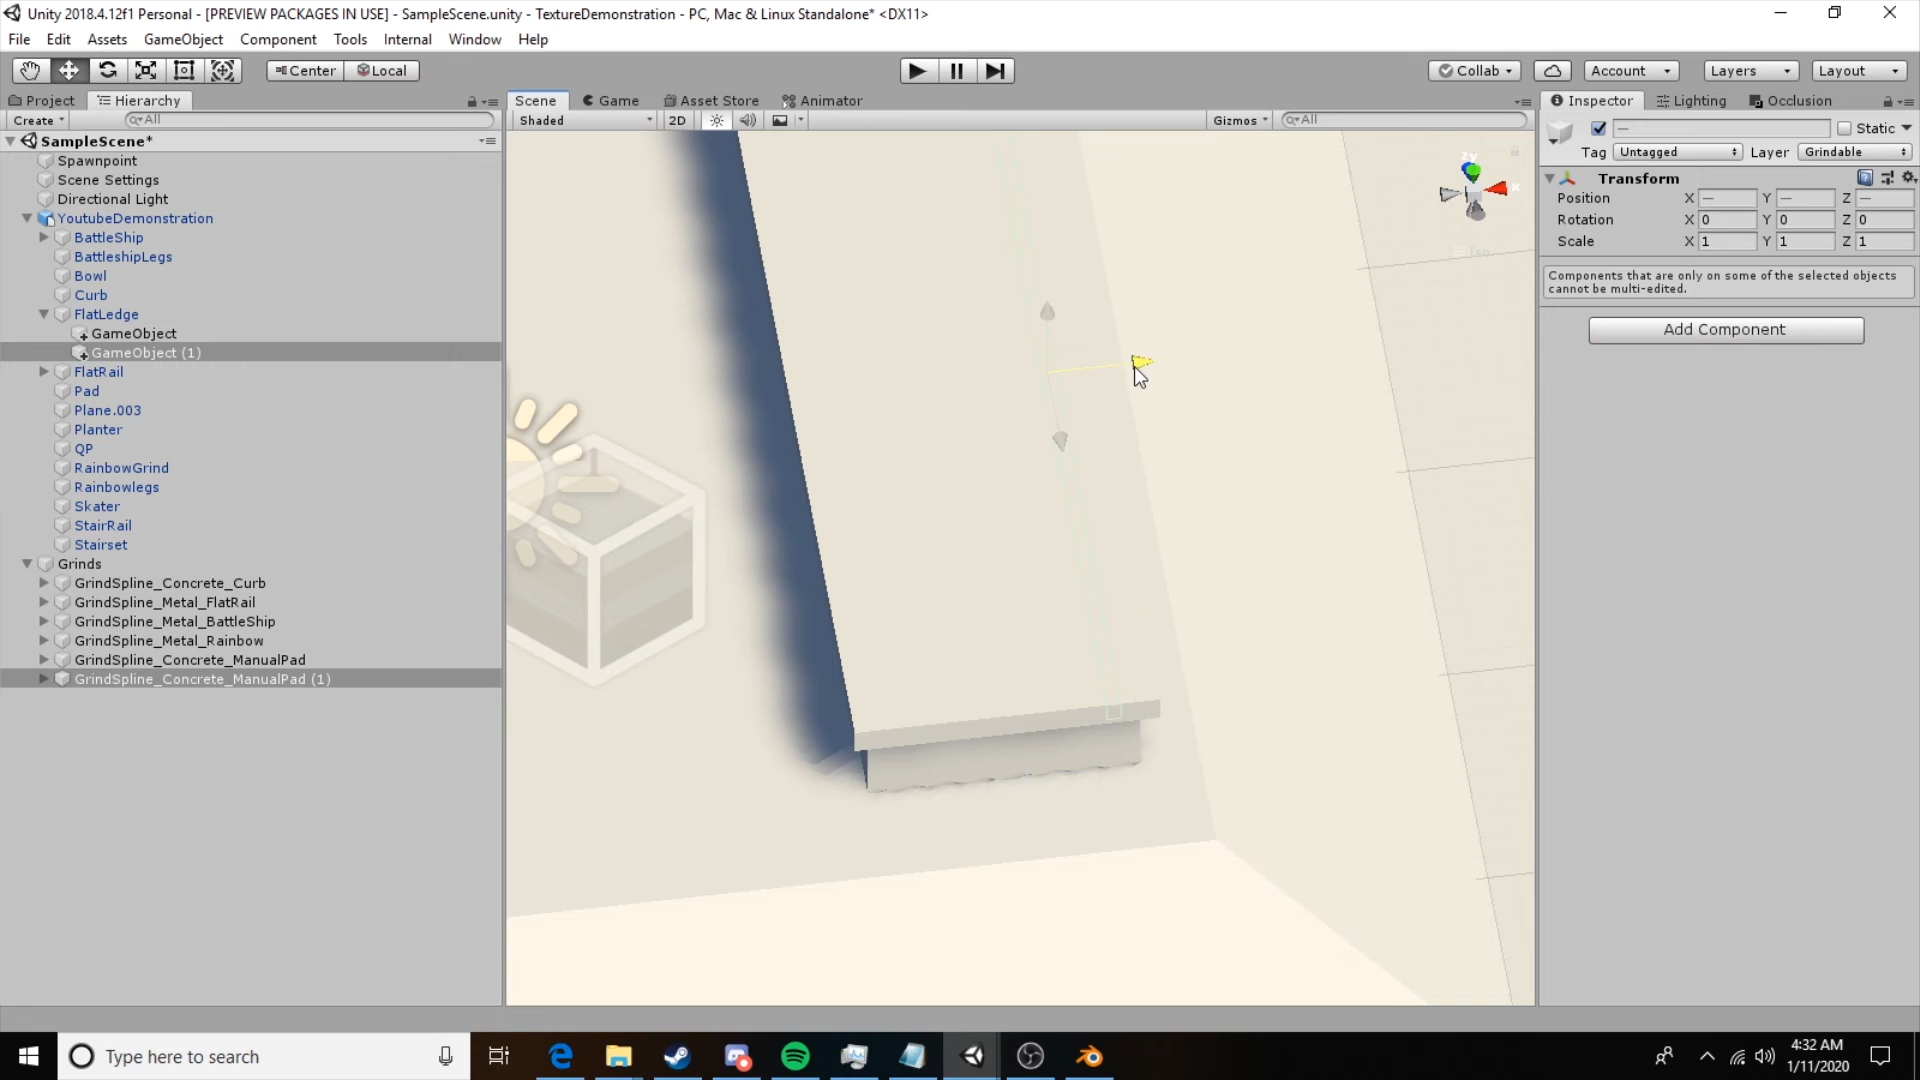 Unity 2018.4.12f1 Personal - [PREVIEW PACKAGES IN USE] - SampleScene.unity - TextureDemonstration - PC, Mac & Linux Standalone* <DX11>
File Edit Assets GameObject Component Tools Internal Window Help
Center Local Collab Account Layers Layout
Project Hierarchy Scene Game Asset Store Animator Inspector Lighting Occlusion
Create All Shaded 2D Gizmos All
Static
SampleScene*
Tag Untagged Layer Grindable
Spawnpoint
Scene Settings
Directional Light
YoutubeDemonstration
BattleShip
BattleshipLegs
Bowl
Curb
FlatLedge
GameObject
GameObject (1)
FlatRail
Pad
Plane.003
Planter
QP
RainbowGrind
Rainbowlegs
Skater
StairRail
Stairset
Grinds
GrindSpline_Concrete_Curb
GrindSpline_Metal_FlatRail
GrindSpline_Metal_BattleShip
GrindSpline_Metal_Rainbow
GrindSpline_Concrete_ManualPad
GrindSpline_Concrete_ManualPad (1)
zy
x
Iso
Transform
Position X — Y — Z —
Rotation X 0 Y 0 Z 0
Scale X 1 Y 1 Z 1
Components that are only on some of the selected objects
cannot be multi-edited.
Add Component
Type here to search
4:32 AM
1/11/2020